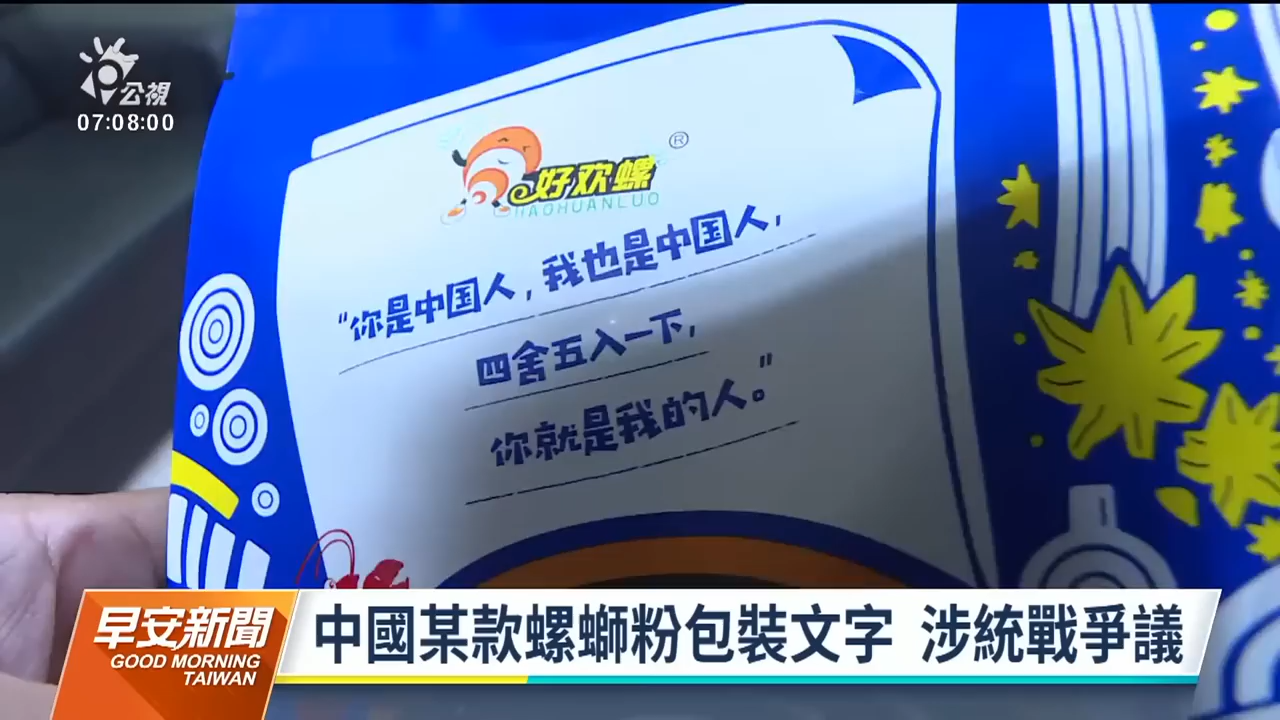 公視
07:08:00
好欢螺®
HAOHUANLUO
“你是中国人，我也是中国人，
四舍五入一下，
你就是我的人。”
早安新聞
GOOD MORNING
TAIWAN
中國某款螺螄粉包裝文字 涉統戰爭議